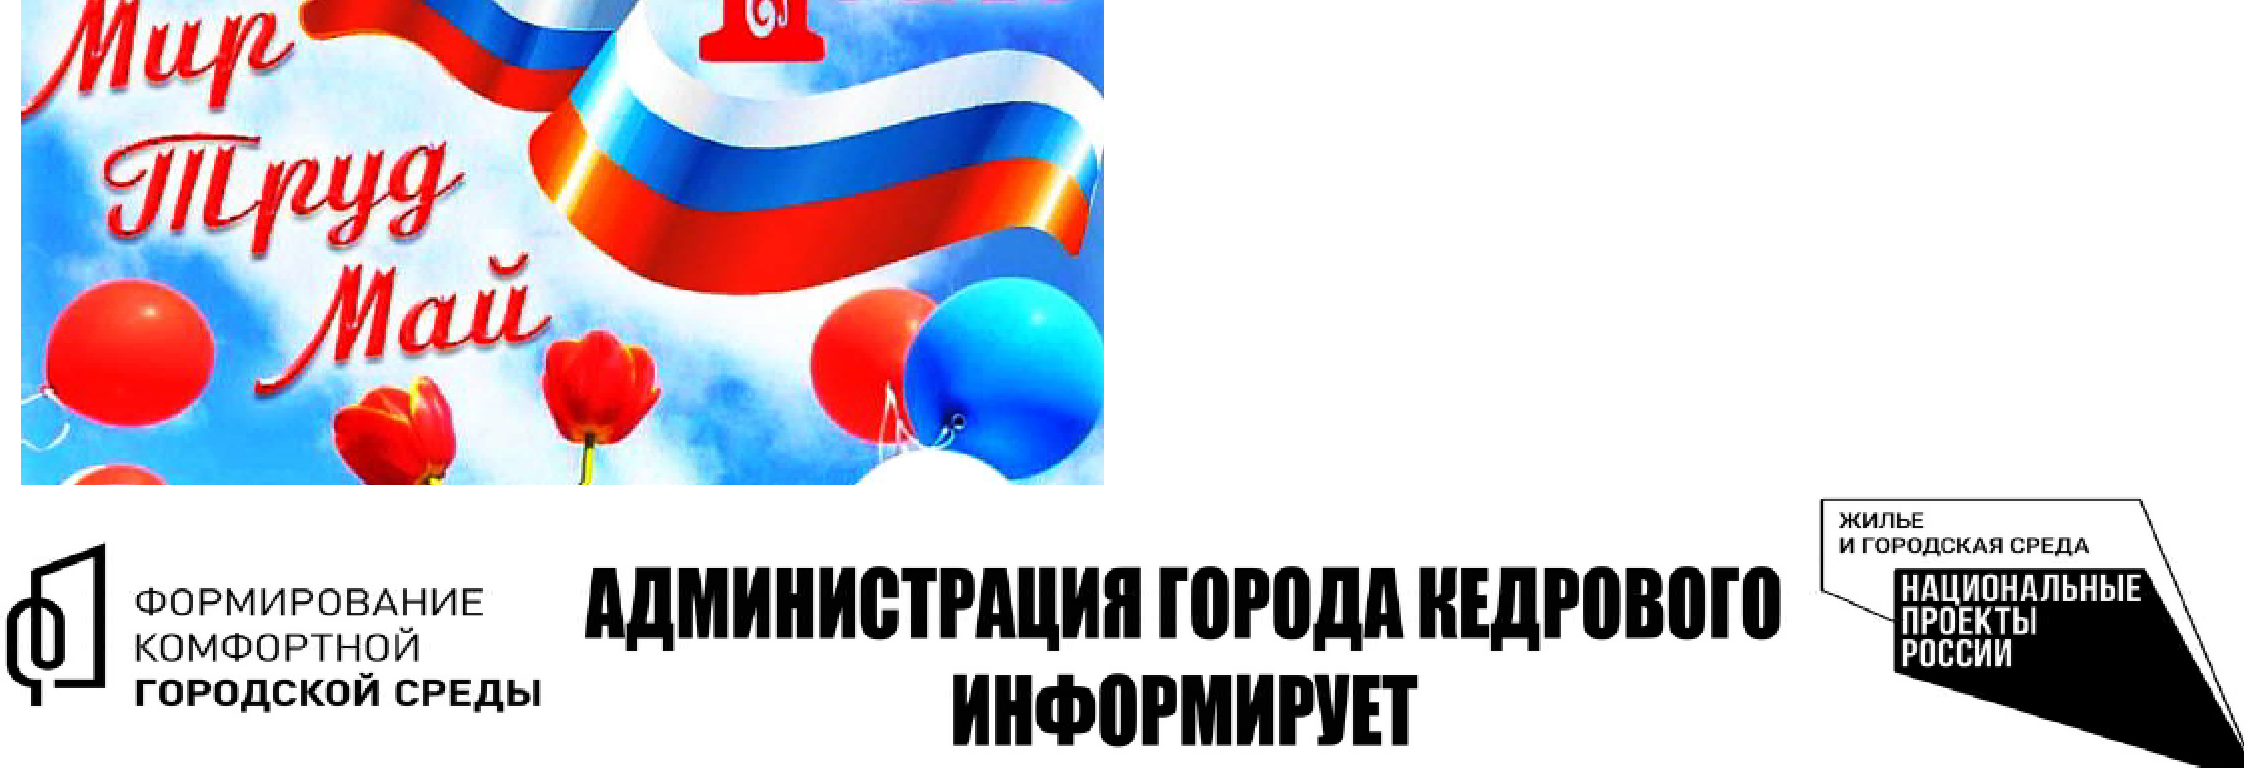 Мир
Труд
Май
ФОРМИРОВАНИЕ
КОМФОРТНОЙ
ГОРОДСКОЙ СРЕДЫ
АДМИНИСТРАЦИЯ ГОРОДА КЕДРОВОГО
ИНФОРМИРУЕТ
ЖИЛЬЕ
И ГОРОДСКАЯ СРЕДА
НАЦИОНАЛЬНЫЕ
ПРОЕКТЫ
РОССИИ